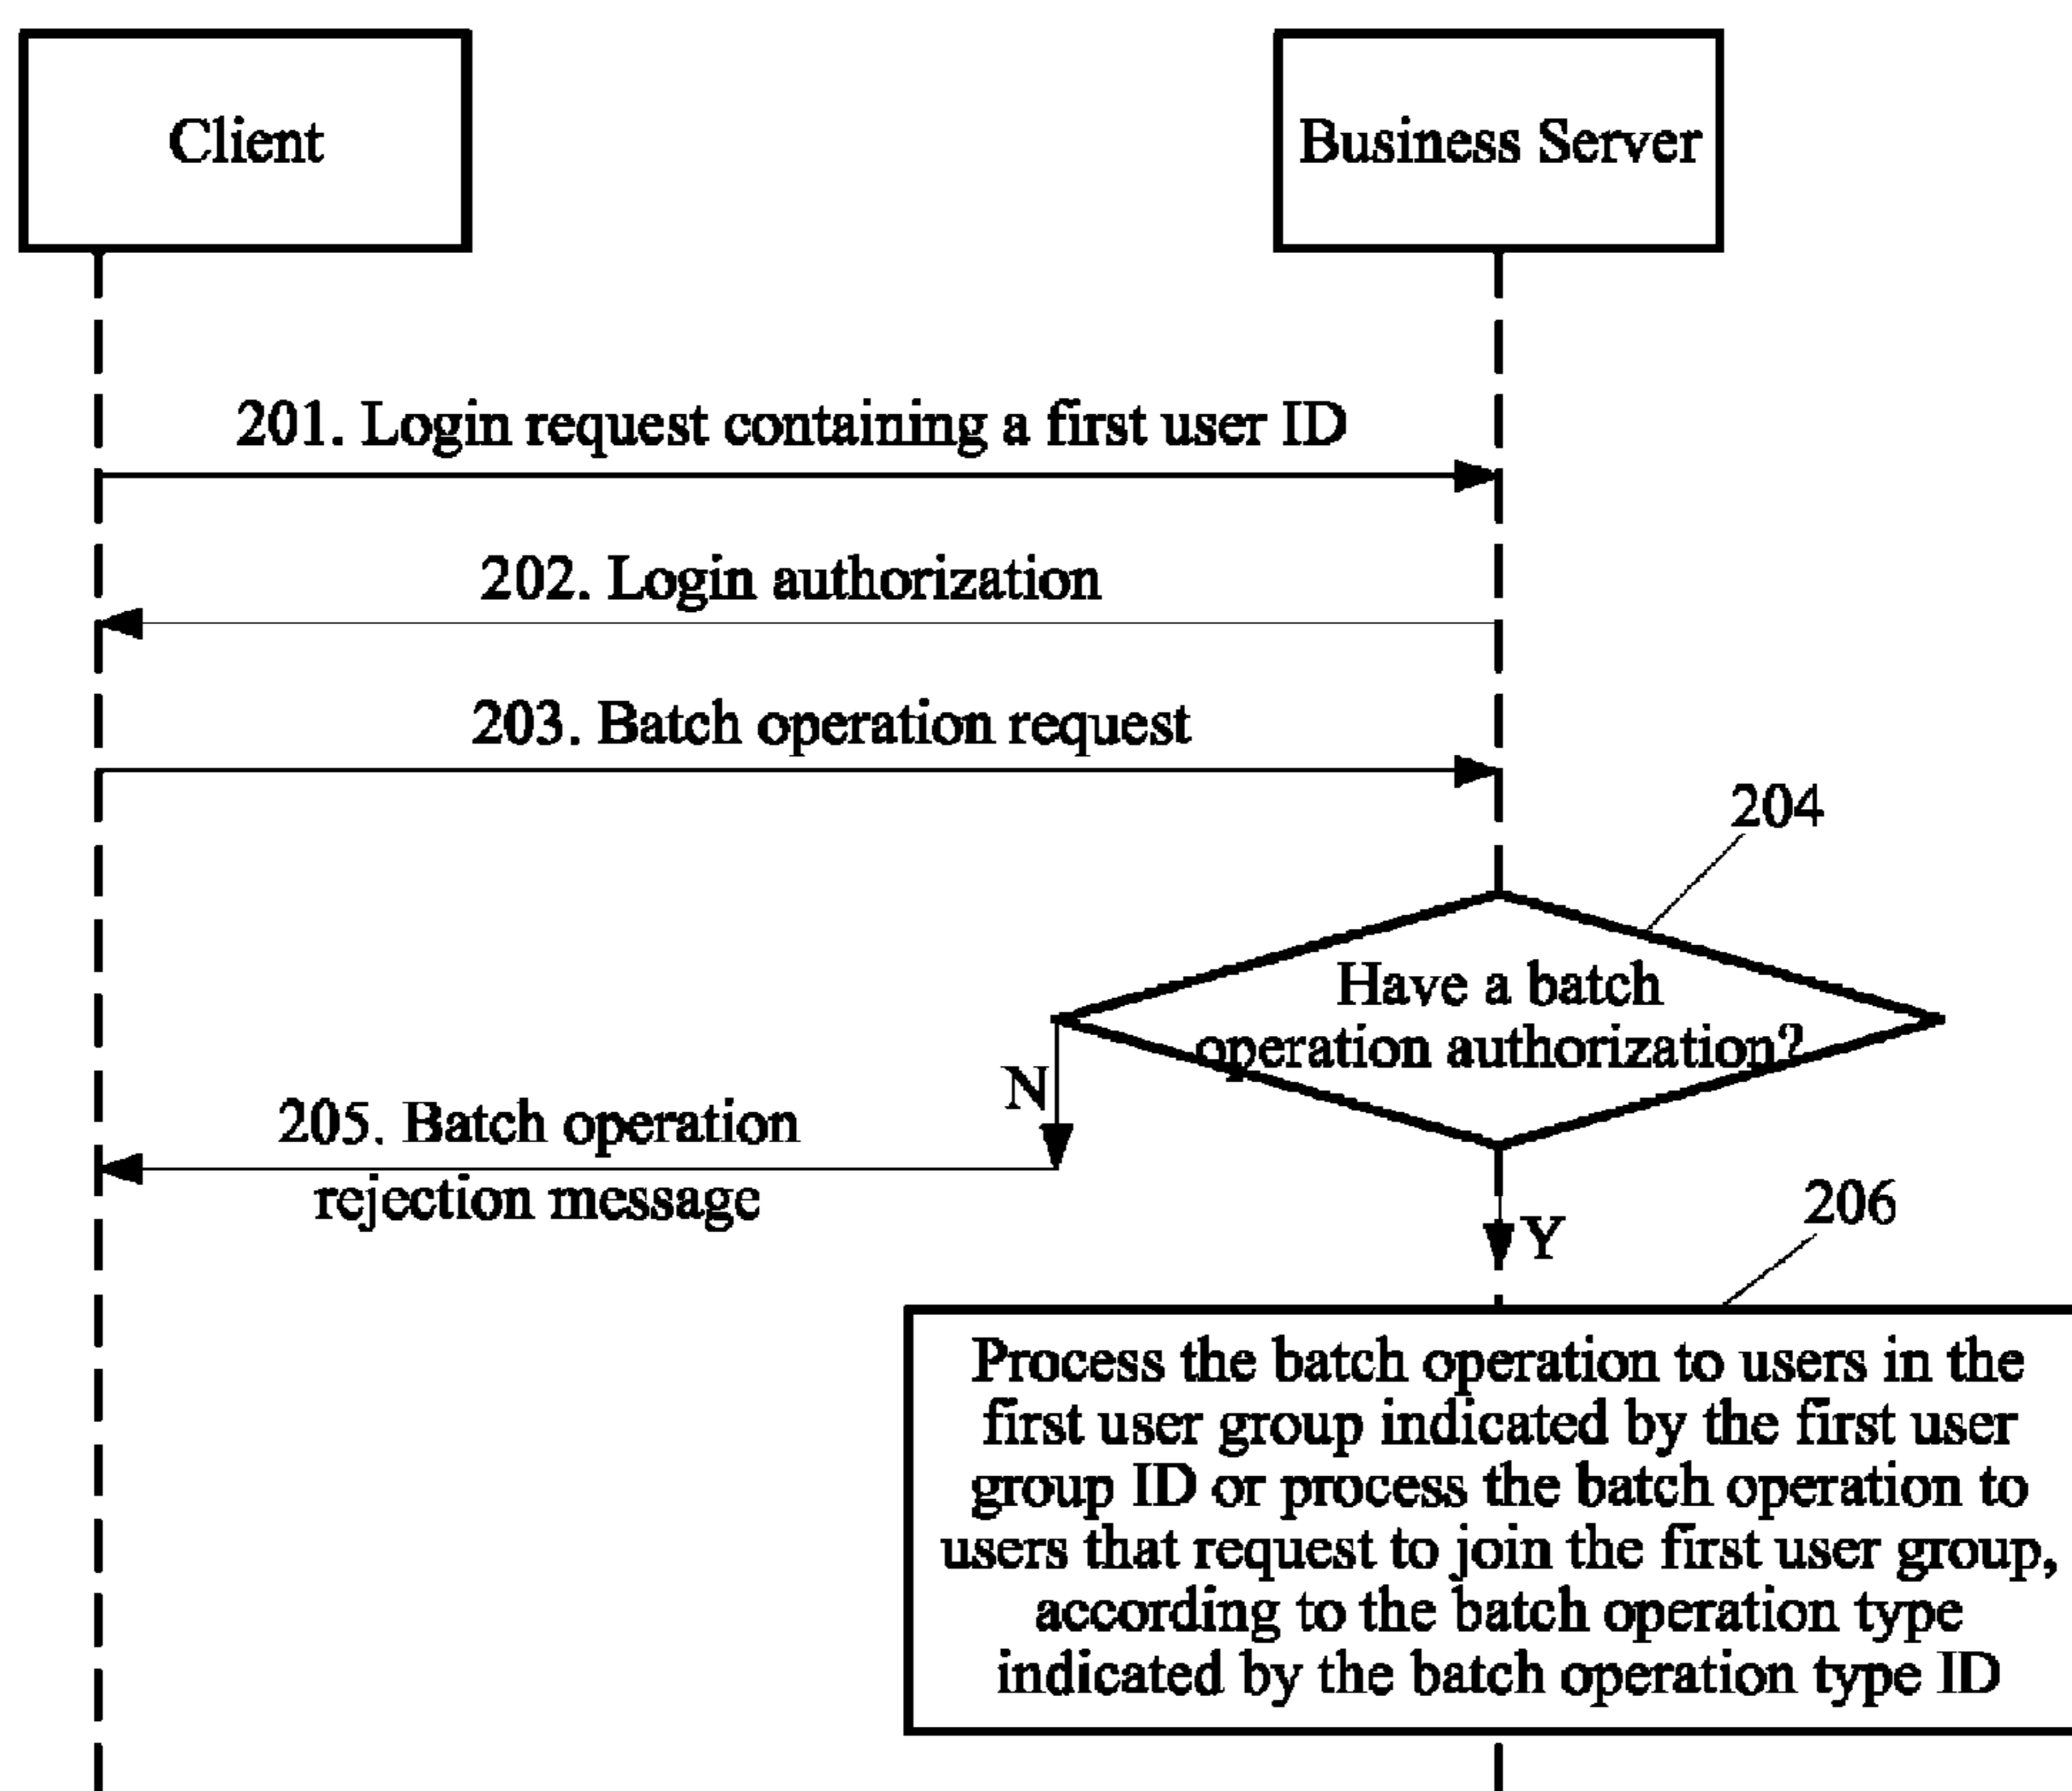 Client
Business Server
201. Login request containing a first user ID
202. Login authorization
203. Batch operation request
204
Have a batch
operation authorization?
N
205. Batch operation
rejection message
Y
206
Process the batch operation to users in the
first user group indicated by the first user
group ID or process the batch operation to
users that request to join the first user group,
according to the batch operation type
indicated by the batch operation type ID